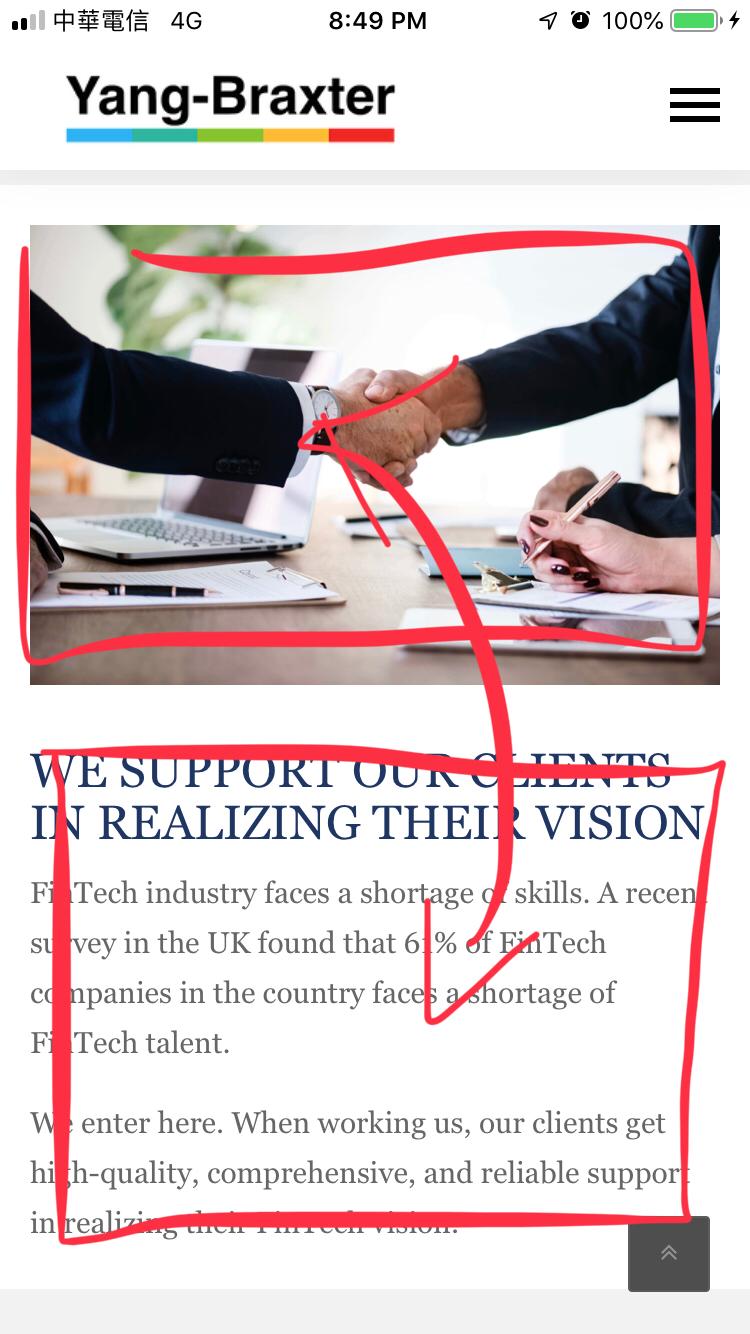 中華電信 4G 8:49 PM 100%
Yang-Braxter
WE SUPPORT OUR CLIENTS
IN REALIZING THEIR VISION
FinTech industry faces a shortage of skills. A recent
survey in the UK found that 61% of FinTech
companies in the country faces a shortage of
FinTech talent.
We enter here. When working us, our clients get
high-quality, comprehensive, and reliable support
in realizing their FinTech vision.